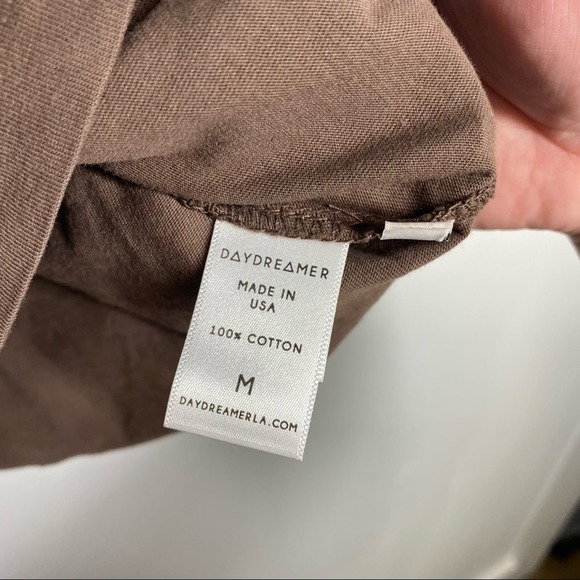 DAYDREAMER
MADE IN
USA
100% COTTON
M
DAYDREAMERLA.COM